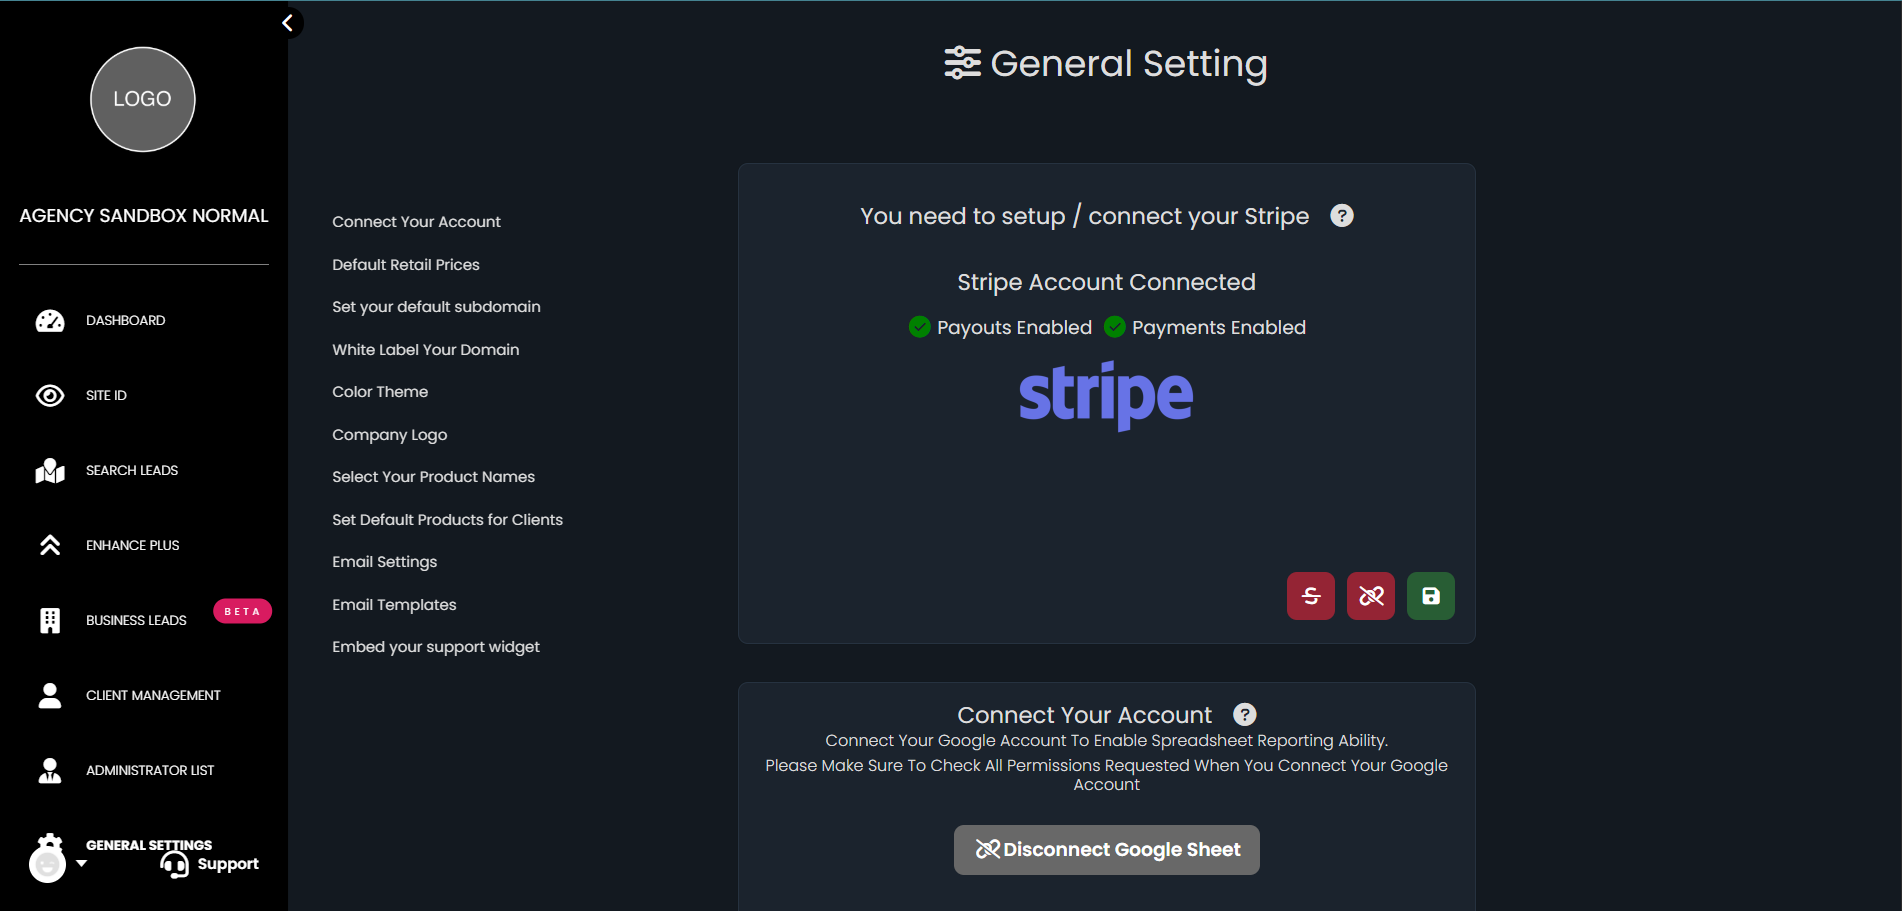 LOGO
AGENCY SANDBOX NORMAL
DASHBOARD
SITE ID
SEARCH LEADS
ENHANCE PLUS
BUSINESS LEADS
BETA
CLIENT MANAGEMENT
ADMINISTRATOR LIST
GENERAL SETTINGS
Support
General Setting
Connect Your Account
Default Retail Prices
Set your default subdomain
White Label Your Domain
Color Theme
Company Logo
Select Your Product Names
Set Default Products for Clients
Email Settings
Email Templates
Embed your support widget
You need to setup / connect your Stripe ?
Stripe Account Connected
Payouts Enabled Payments Enabled
stripe
Connect Your Account ?
Connect Your Google Account To Enable Spreadsheet Reporting Ability.
Please Make Sure To Check All Permissions Requested When You Connect Your Google
Account
Disconnect Google Sheet